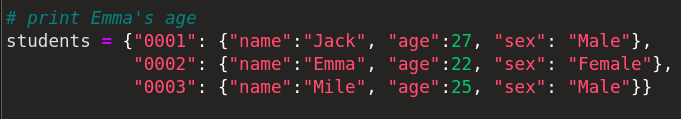 # print Emma's age
students = {"0001": {"name":"Jack", "age":27, "sex": "Male"},
            "0002": {"name":"Emma", "age":22, "sex": "Female"},
            "0003": {"name":"Mile", "age":25, "sex": "Male"}}